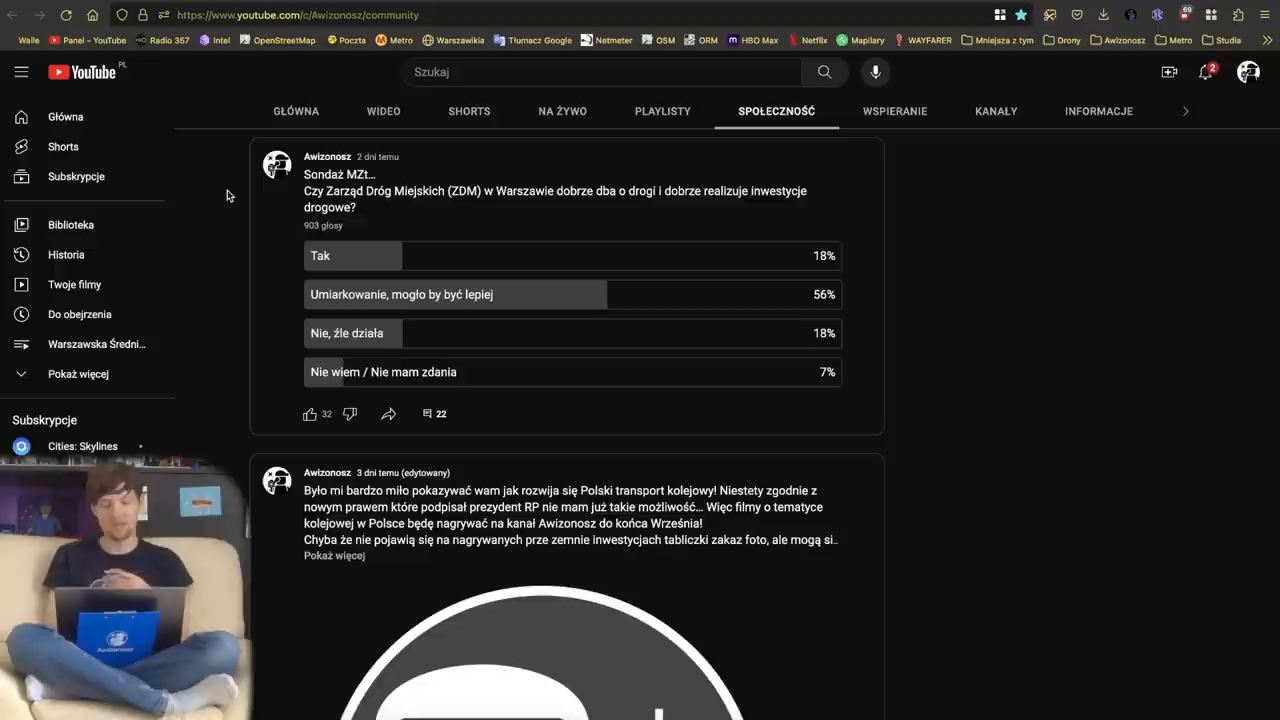 https://www.youtube.com/c/Awizonosz/community
69
Walle
Panel - YouTube
Radio 357
Intel
OpenStreetMap
Poczta
Metro
Warszawikia
Tłumacz Google
Netmeter
OSM
ORM
HBO Max
Netflix
Mapilary
WAYFARER
Mniejsza z tym
Drony
Awizonosz
Metro
Studia
YouTube PL
Szukaj
2
GŁÓWNA
WIDEO
SHORTS
NA ŻYWO
PLAYLISTY
SPOŁECZNOŚĆ
WSPIERANIE
KANAŁY
INFORMACJE
Główna
Shorts
Subskrypcje
Biblioteka
Historia
Twoje filmy
Do obejrzenia
Warszawska Średni...
Pokaż więcej
Subskrypcje
Cities: Skylines
Awizonosz 2 dni temu
Sondaż MZt...
Czy Zarząd Dróg Miejskich (ZDM) w Warszawie dobrze dba o drogi i dobrze realizuje inwestycje
drogowe?
903 głosy
Tak 18%
Umiarkowanie, mogło by być lepiej 56%
Nie, źle działa 18%
Nie wiem / Nie mam zdania 7%
32
22
Awizonosz 3 dni temu (edytowany)
Było mi bardzo miło pokazywać wam jak rozwija się Polski transport kolejowy! Niestety zgodnie z
nowym prawem które podpisał prezydent RP nie mam już takie możliwość... Więc filmy o tematyce
kolejowej w Polsce będę nagrywać na kanał Awizonosz do końca Września!
Chyba że nie pojawią się na nagrywanych prze zemnie inwestycjach tabliczki zakaz foto, ale mogą si..
Pokaż więcej
Awizonosz